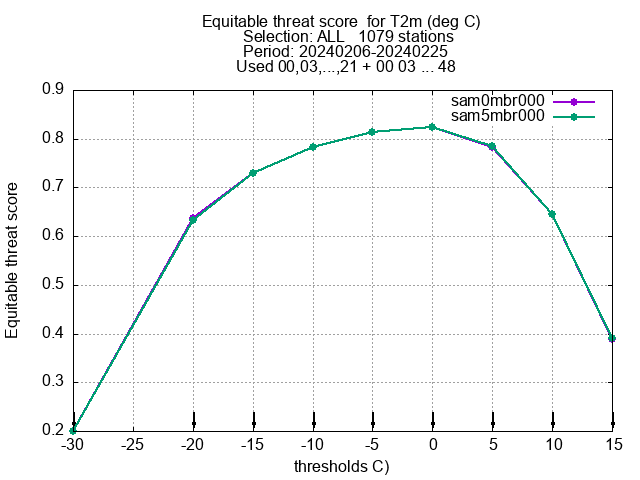 Equitable threat score  for T2m (deg C)
Selection: ALL   1079 stations
Period: 20240206-20240225
Used 00,03,...,21 + 00 03 ... 48
sam0mbr000
sam5mbr000
Equitable threat score
0.9
0.8
0.7
0.6
0.5
0.4
0.3
0.2
-30 -25 -20 -15 -10 -5 0 5 10 15
thresholds C)